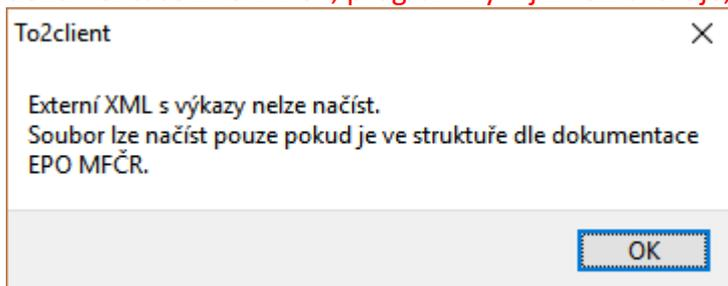 To2client
Externí XML s výkazy nelze načíst.
Soubor lze načíst pouze pokud je ve struktuře dle dokumentace
EPO MFČR.
OK